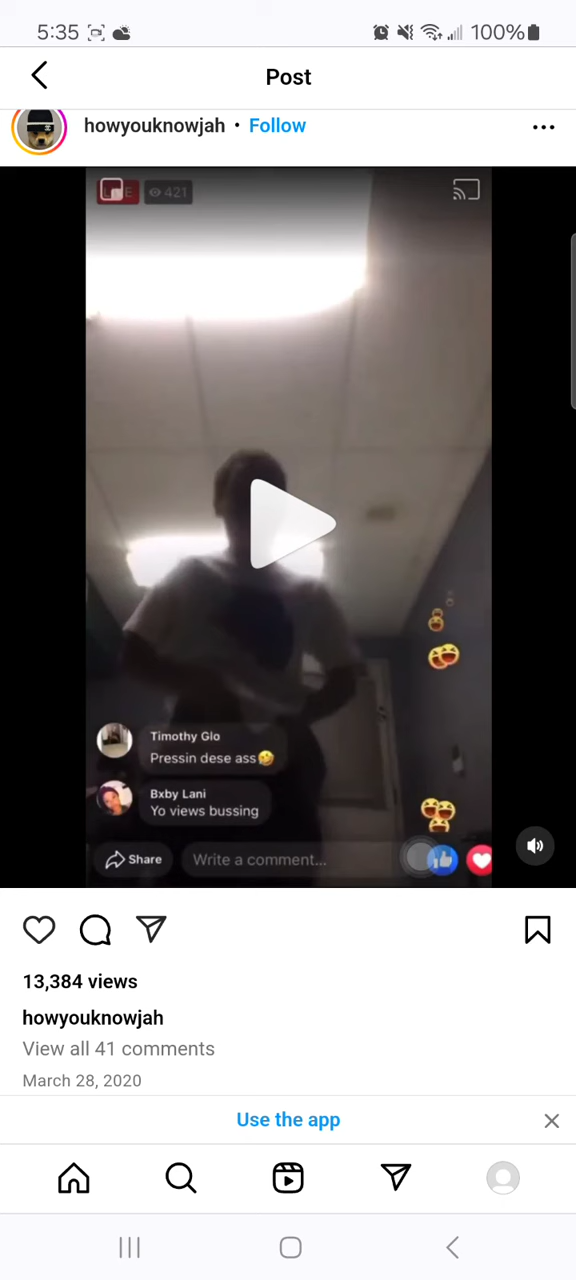 5:35
100%
Post
howyouknowjah • Follow
421
Timothy Glo
Pressin dese ass🤣
Bxby Lani
Yo views bussing
Share
Write a comment...
13,384 views
howyouknowjah
View all 41 comments
March 28, 2020
Use the app